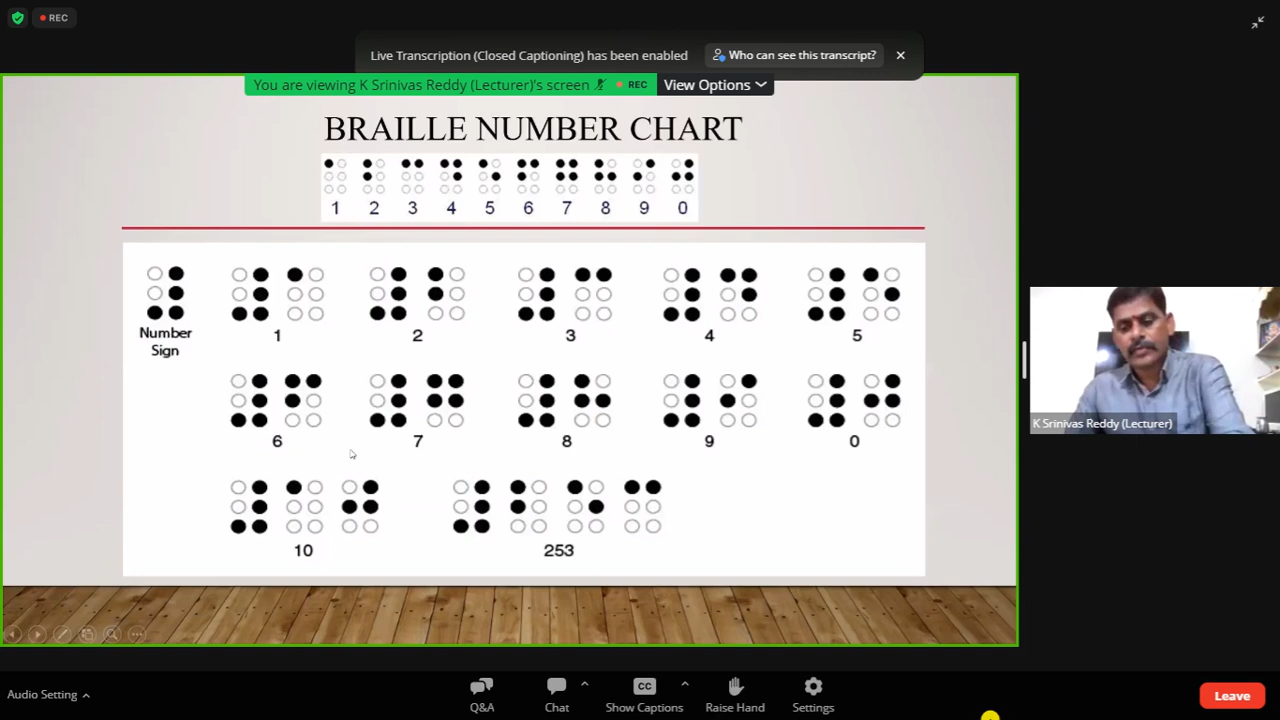 REC
Live Transcription (Closed Captioning) has been enabled Who can see this transcript?
You are viewing K Srinivas Reddy (Lecturer)'s screen REC View Options
BRAILLE NUMBER CHART
1 2 3 4 5 6 7 8 9 0
Number
Sign
1 2 3 4 5
6 7 8 9 0
10 253
K Srinivas Reddy (Lecturer)
Audio Setting
Q&A
Chat
CC
Show Captions
Raise Hand
Settings
Leave